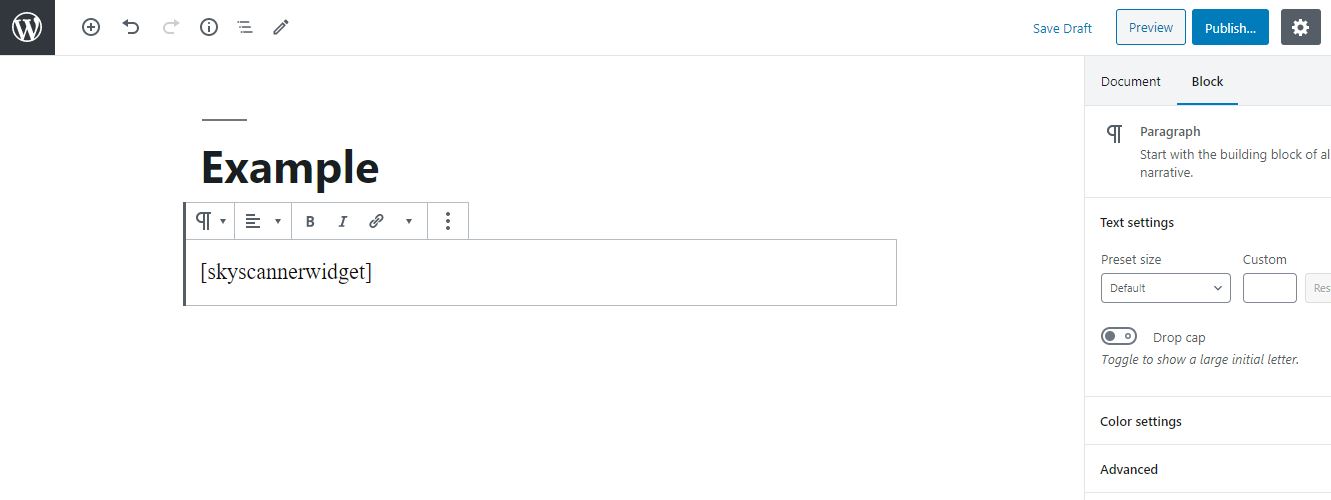 Save Draft
Preview
Publish...
Document
Block
Example
Paragraph
Start with the building block of al
narrative.
B I
[skyscannerwidget]
Text settings
Preset size
Custom
Default
Res
Drop cap
Toggle to show a large initial letter.
Color settings
Advanced